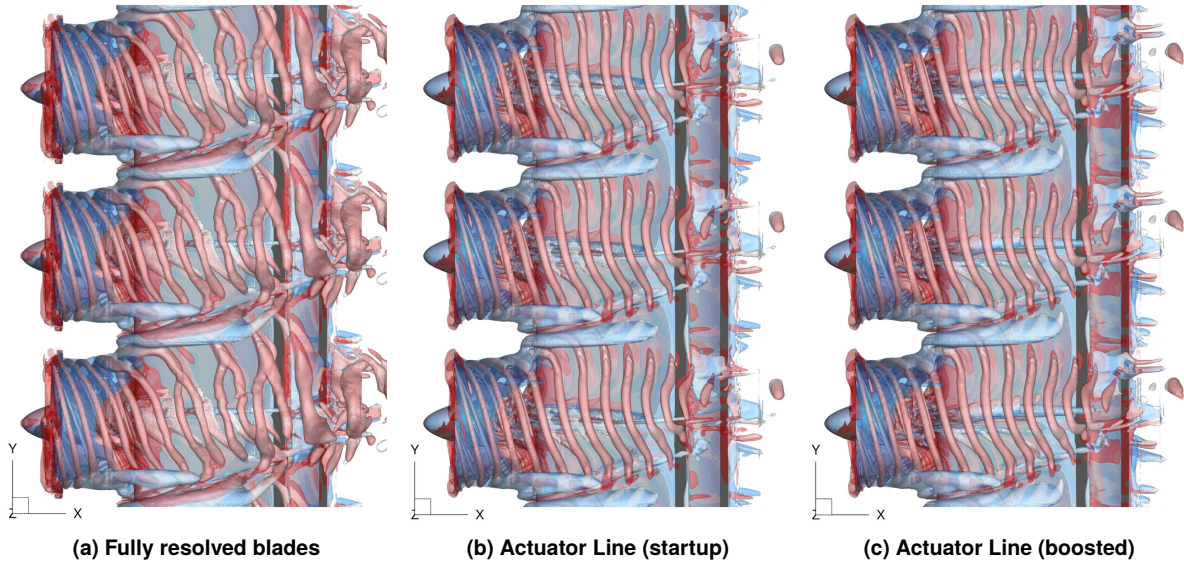 Y
Z
X
Y
Z
X
Y
Z
X
(a) Fully resolved blades
(b) Actuator Line (startup)
(c) Actuator Line (boosted)